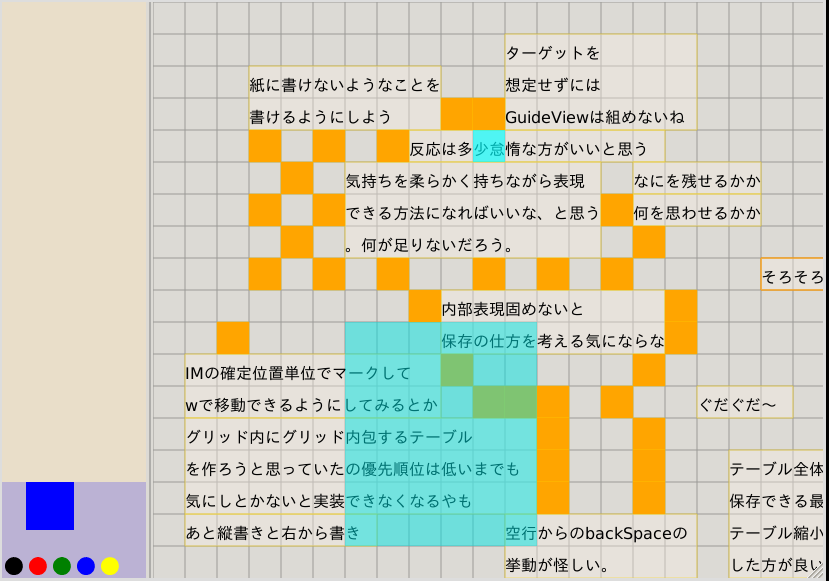 ターゲットを
想定せずには
GuideViewは組めないね
紙に書けないようなことを
書けるようにしよう
反応は多少怠惰な方がいいと思う
気持ちを柔らかく持ちながら表現
できる方法になればいいな、と思う
。何が足りないだろう。
なにを残せるかか
何を思わせるかか
そろそろ
内部表現固めないと
保存の仕方を考える気にならな
IMの確定位置単位でマークして
wで移動できるようにしてみるとか
グリッド内にグリッド内包するテーブル
を作ろうと思っていたの優先順位は低いまでも
気にしとかないと実装できなくなるやも
あと縦書きと右から書き
ぐだぐだ～
空行からのbackSpaceの
挙動が怪しい。
テーブル全体
保存できる最
テーブル縮小
した方が良い